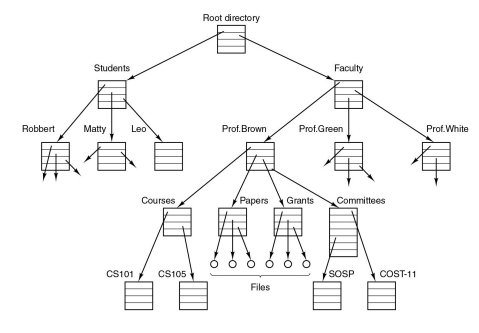 Root directory
Students
Faculty
Robbert
Matty
Leo
Prof.Brown
Prof.Green
Prof.White
Courses
Papers
Grants
Committees
CS101
CS105
SOSP
COST-11
Files